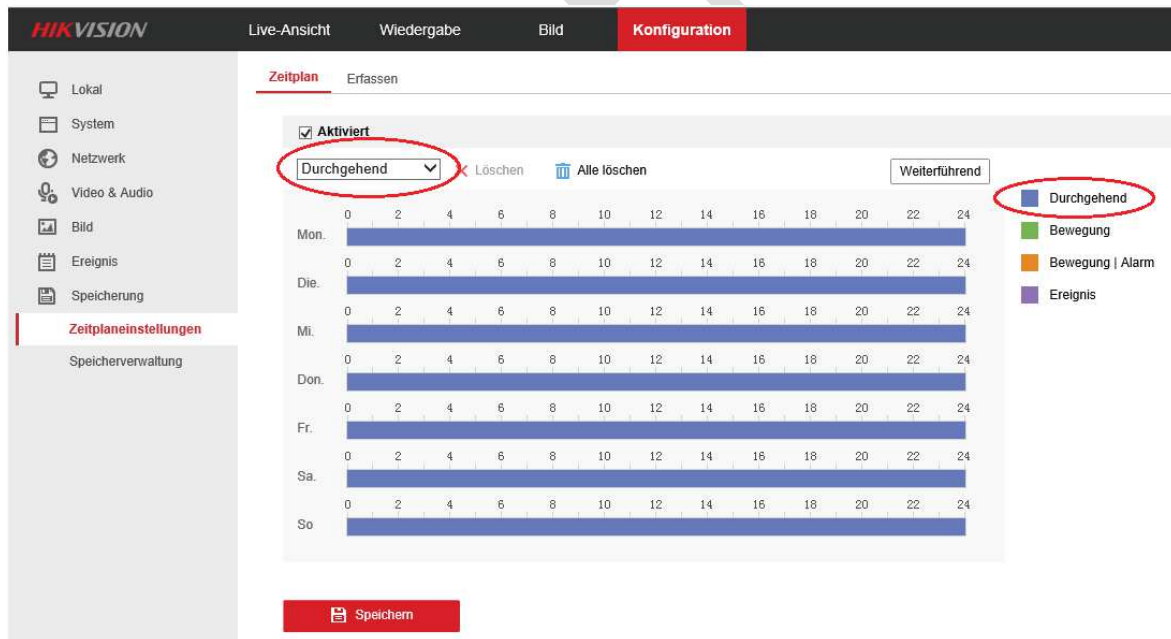 HIKVISION Live-Ansicht Wiedergabe Bild Konfiguration
Lokal
System
Netzwerk
Video & Audio
Bild
Ereignis
Speicherung
Zeitplaneinstellungen
Speicherverwaltung
Zeitplan Erfassen
Aktiviert
Durchgehend Löschen Alle löschen Weiterführend
0 2 4 6 8 10 12 14 16 18 20 22 24
Mon.
0 2 4 6 8 10 12 14 16 18 20 22 24
Die.
0 2 4 6 8 10 12 14 16 18 20 22 24
Mi.
0 2 4 6 8 10 12 14 16 18 20 22 24
Don.
0 2 4 6 8 10 12 14 16 18 20 22 24
Fr.
0 2 4 6 8 10 12 14 16 18 20 22 24
Sa.
0 2 4 6 8 10 12 14 16 18 20 22 24
So
Durchgehend
Bewegung
Bewegung | Alarm
Ereignis
Speichern